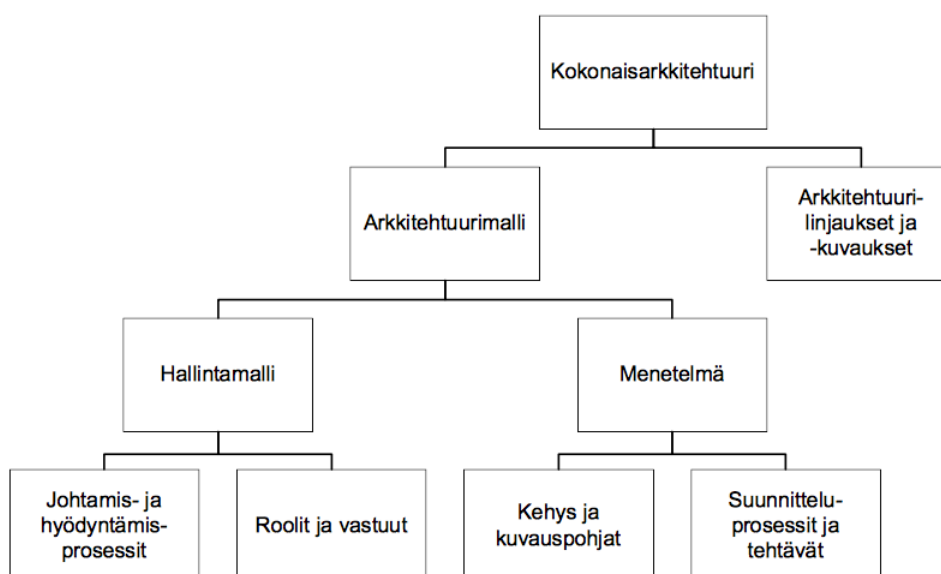 Kokonaisarkkitehtuuri
Arkkitehtuurimalli
Arkkitehtuuri-
linjaukset ja
-kuvaukset
Hallintamalli
Menetelmä
Johtamis- ja
hyödyntämis-
prosessit
Roolit ja vastuut
Kehys ja
kuvauspohjat
Suunnittelu-
prosessit ja
tehtävät